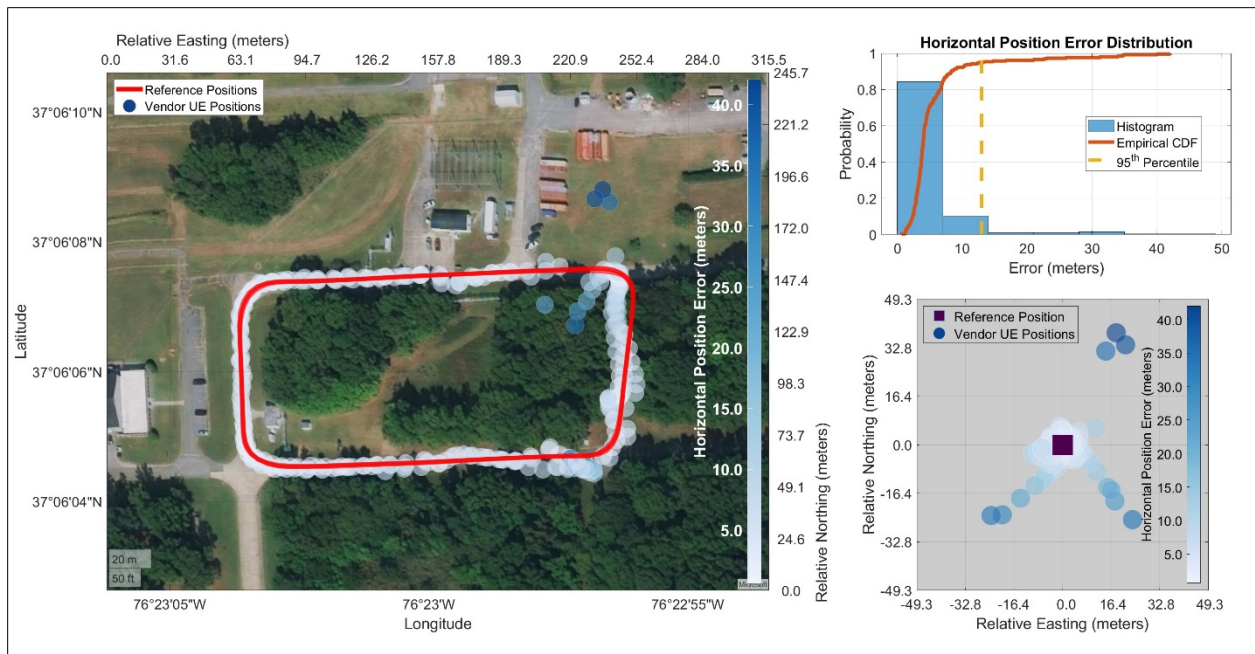 Relative Easting (meters)
0.0 31.6 63.1 94.7 126.2 157.8 189.3 220.9 252.4 284.0 315.5
Reference Positions
Vendor UE Positions
37°06'10"N
37°06'08"N
37°06'06"N
37°06'04"N
Latitude
40.0
35.0
30.0
25.0
20.0
15.0
10.0
5.0
Horizontal Position Error (meters)
245.7
221.2
196.6
172.0
147.4
122.9
98.3
73.7
49.1
24.6
0.0
Relative Northing (meters)
20 m
50 ft
Microsoft
76°23'05"W 76°23'W 76°22'55"W
Longitude
Horizontal Position Error Distribution
1
0.8
0.6
0.4
0.2
0
Probability
Histogram
Empirical CDF
95th Percentile
0 10 20 30 40 50
Error (meters)
49.3
32.8
16.4
0.0
-16.4
-32.8
-49.3
Relative Northing (meters)
Reference Position
Vendor UE Positions
40.0
35.0
30.0
25.0
20.0
15.0
10.0
5.0
Horizontal Position Error (meters)
-49.3 -32.8 -16.4 0.0 16.4 32.8 49.3
Relative Easting (meters)